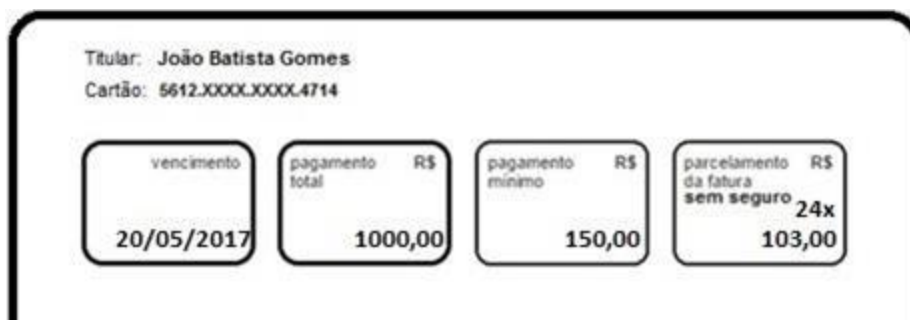 Titular: João Batista Gomes
Cartão: 5612.XXXX.XXXX.4714
vencimento
20/05/2017
pagamento R$
total
1000,00
pagamento R$
mínimo
150,00
parcelamento R$
da fatura
sem seguro
24x
103,00